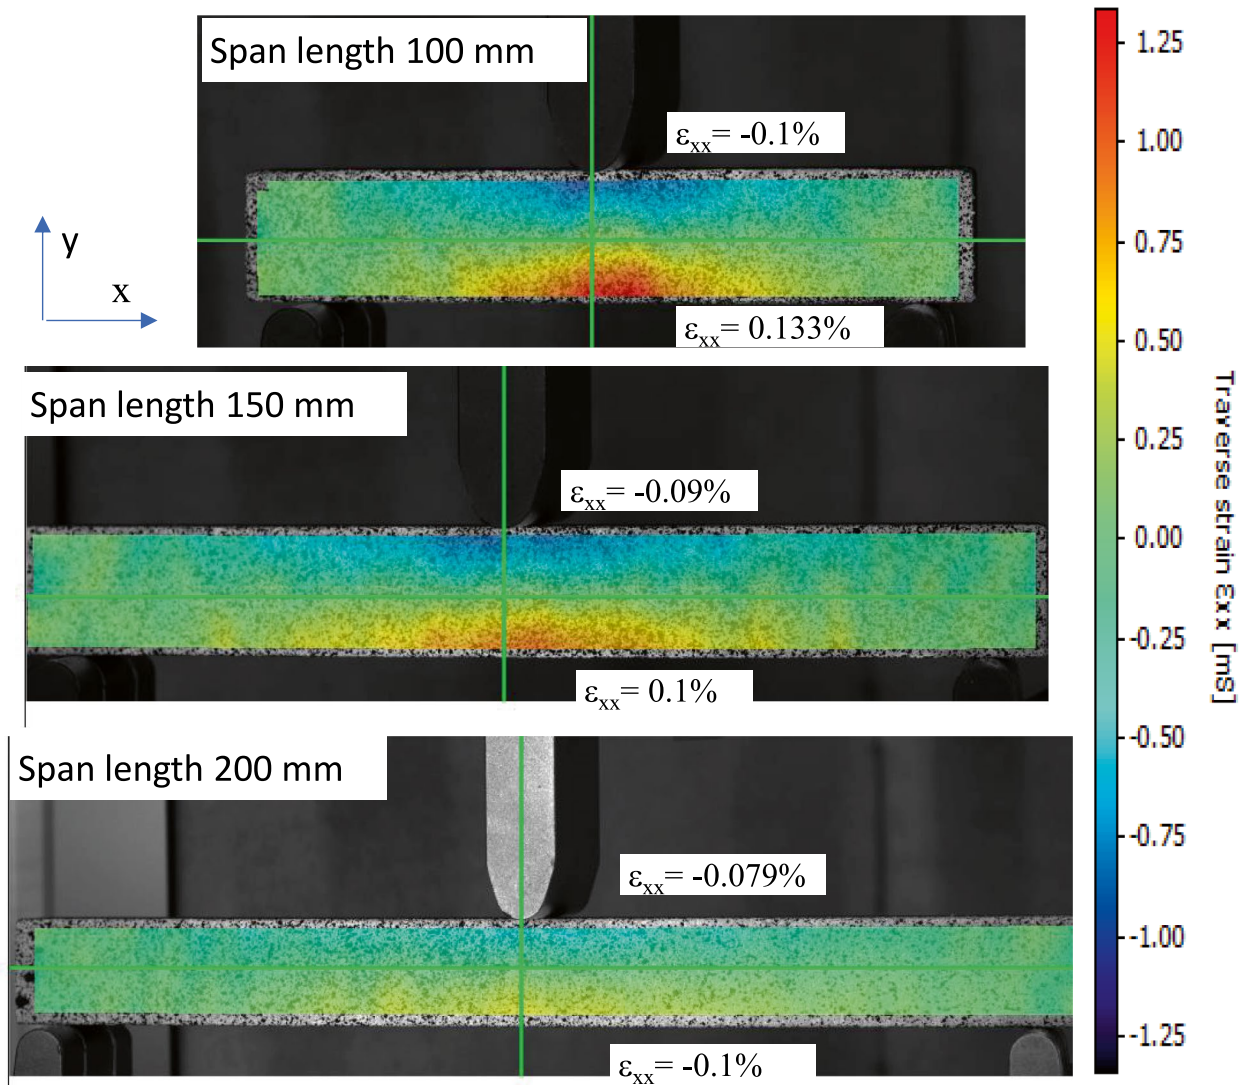 Span length 100 mm
εxx= -0.1%
y
x
εxx= 0.133%
Span length 150 mm
εxx= -0.09%
εxx= 0.1%
Span length 200 mm
εxx= -0.079%
εxx= -0.1%
1.25
1.00
0.75
0.50
0.25
0.00
-0.25
-0.50
-0.75
-1.00
-1.25
Traverse strain εxx [mS]